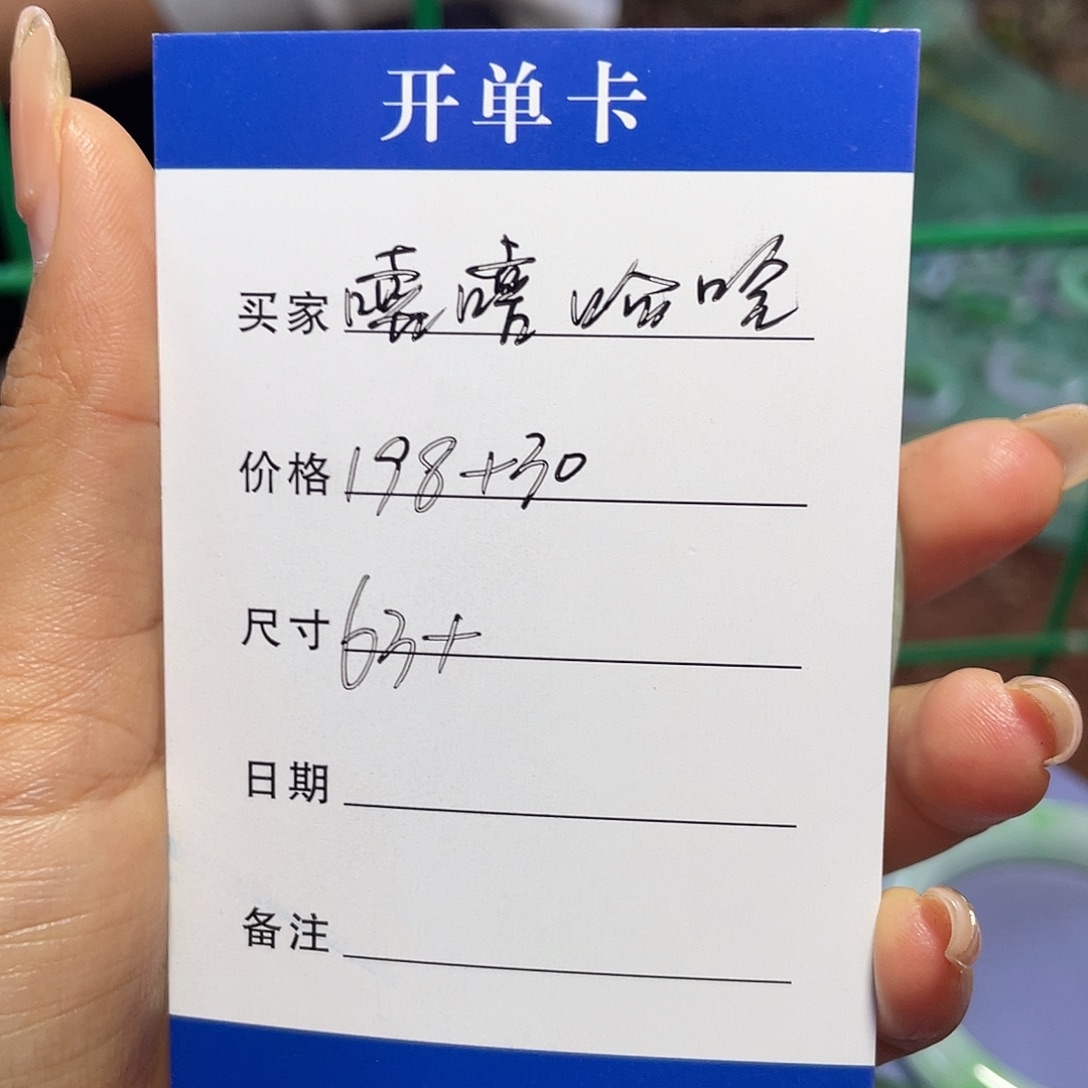 开单卡
买家 嘻嘻哈哈
价格 198+30
尺寸 63+
日期
备注